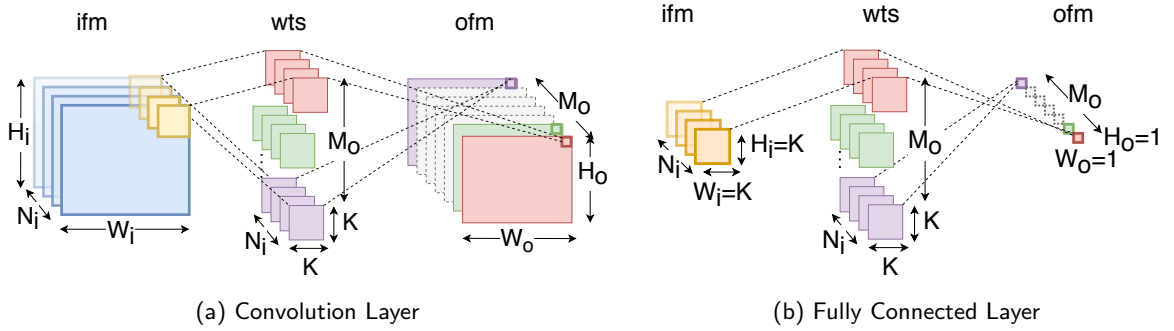 ifm
wts
ofm
Hi
Ni
Wi
Mo
Ni
K
K
Mo
Ho
Wo
(a) Convolution Layer
ifm
wts
ofm
Ni
Hi=K
Wi=K
Mo
Ni
K
K
Mo
Ho=1
Wo=1
(b) Fully Connected Layer